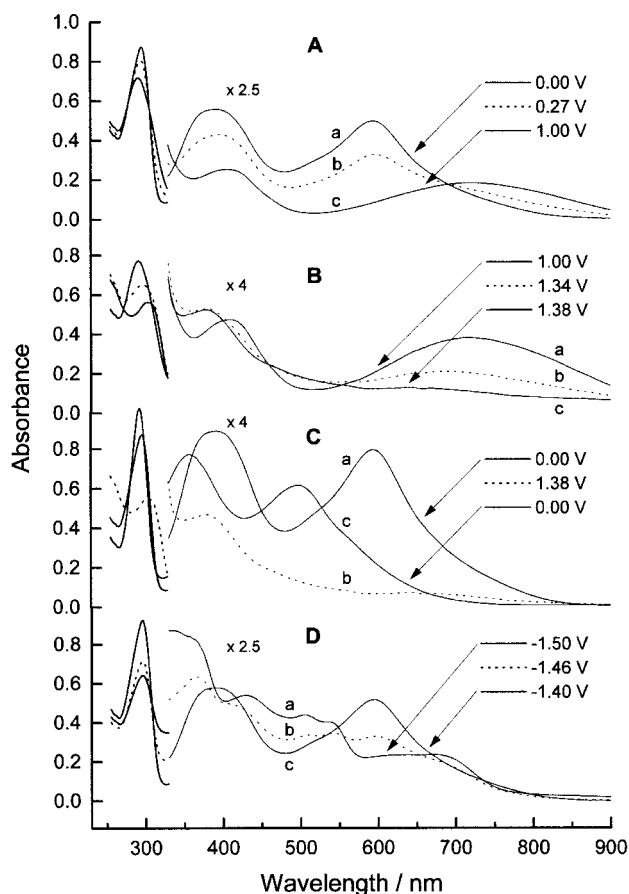 1.0
A
0.8
x 2.5
0.00 V
0.6
a
0.27 V
0.4
b
1.00 V
0.2
c
0.0
B
0.8
x 4
1.00 V
0.6
1.34 V
0.4
a
1.38 V
0.2
b
0.0
c
C
0.8
x 4
a
0.00 V
0.6
1.38 V
0.4
c
0.00 V
0.2
b
0.0
D
0.8
x 2.5
-1.50 V
0.6
a
-1.46 V
0.4
b
-1.40 V
0.2
c
0.0
Absorbance
300 400 500 600 700 800 900
Wavelength / nm